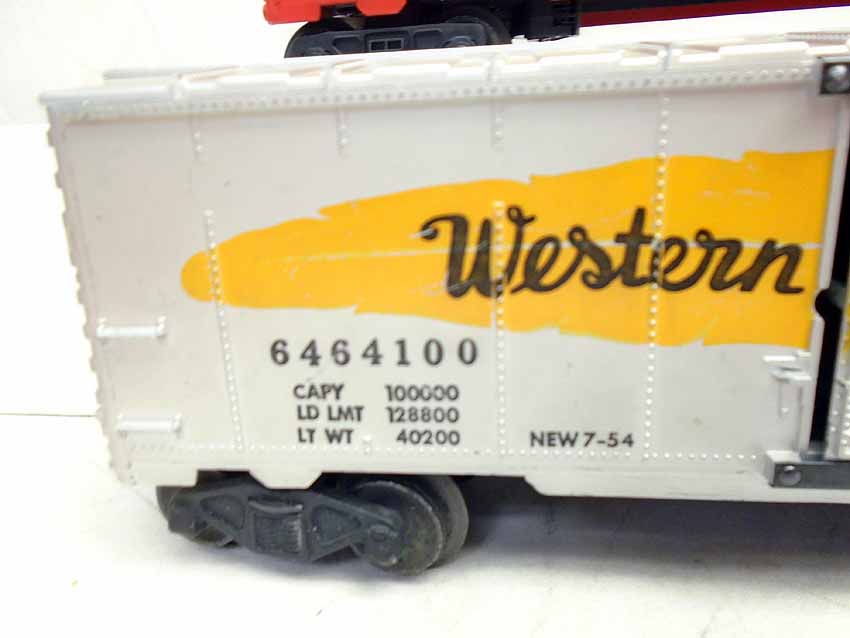 Western
6464100
CAPY 100000
LD LMT 128800
LT WT 40200
NEW 7-54